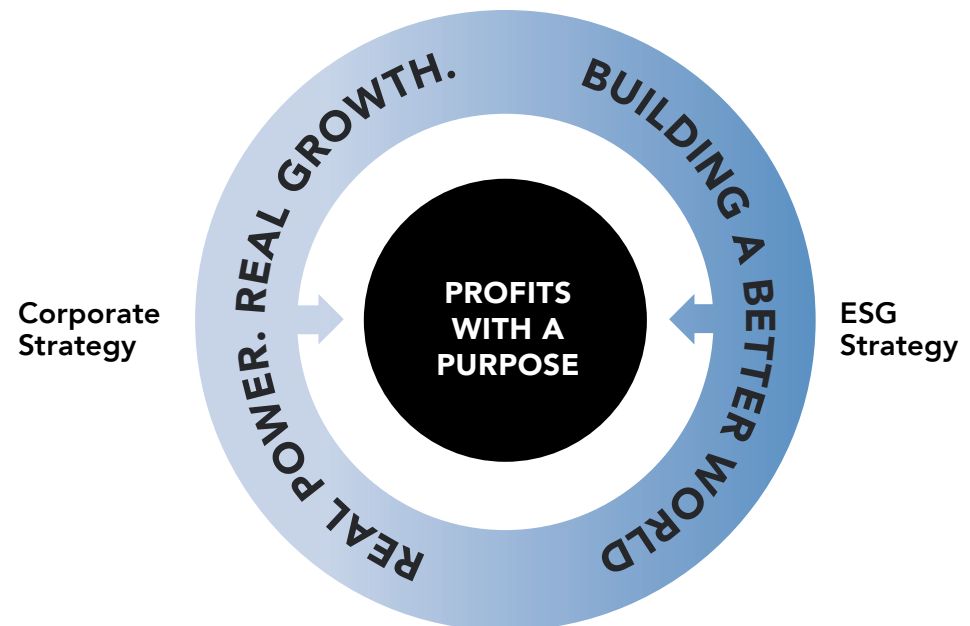 Corporate
Strategy
REAL POWER. REAL GROWTH.
PROFITS
WITH A
PURPOSE
BUILDING A BETTER WORLD
ESG
Strategy